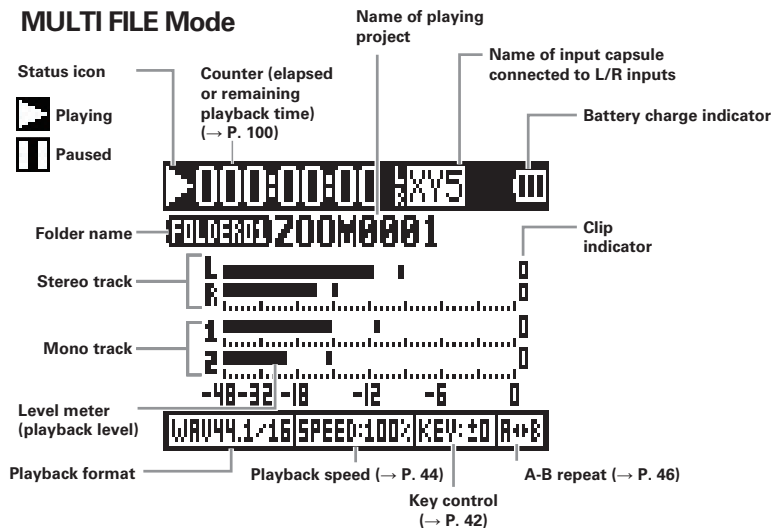 MULTI FILE Mode
Name of playing
project
Status icon
Counter (elapsed
or remaining
playback time)
(→ P. 100)
Name of input capsule
connected to L/R inputs
Playing
Paused
Battery charge indicator
000:00:00 L R XY5
Folder name
FOLDER01 ZOOM0001
Clip
indicator
Stereo track
L 0
R 0
Mono track
1 0
2 0
-48 -32 -18 -12 -6 0
Level meter
(playback level)
WAV44.1/16 SPEED:100% KEY:±0 A↔B
Playback format
Playback speed (→ P. 44)
A-B repeat (→ P. 46)
Key control
(→ P. 42)